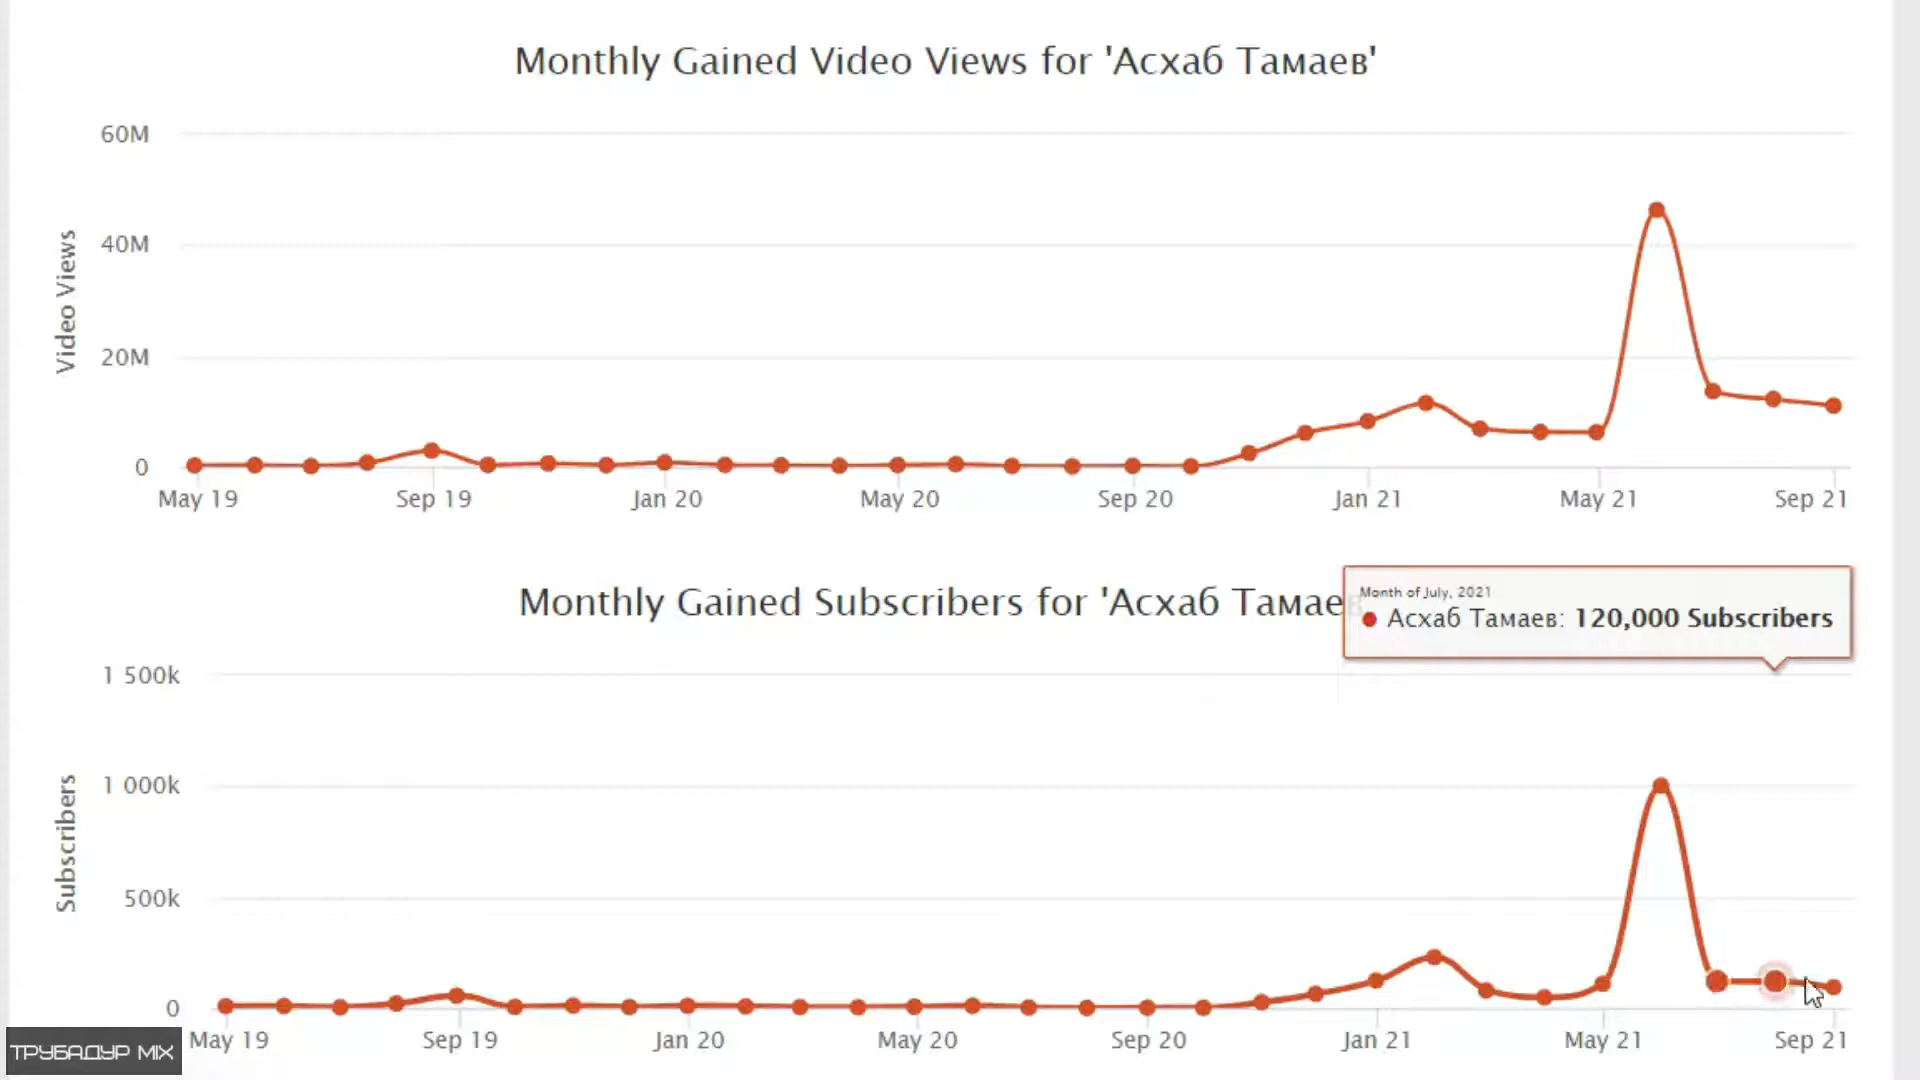 Monthly Gained Video Views for 'Асхаб Тамаев'
60M
40M
20M
0
Video Views
May 19 Sep 19 Jan 20 May 20 Sep 20 Jan 21 May 21 Sep 21
Monthly Gained Subscribers for 'Асхаб Тамаев
Month of July, 2021
Асхаб Тамаев: 120,000 Subscribers
1 500k
1 000k
500k
0
Subscribers
May 19 Sep 19 Jan 20 May 20 Sep 20 Jan 21 May 21 Sep 21
ТРУБАДУР MIX